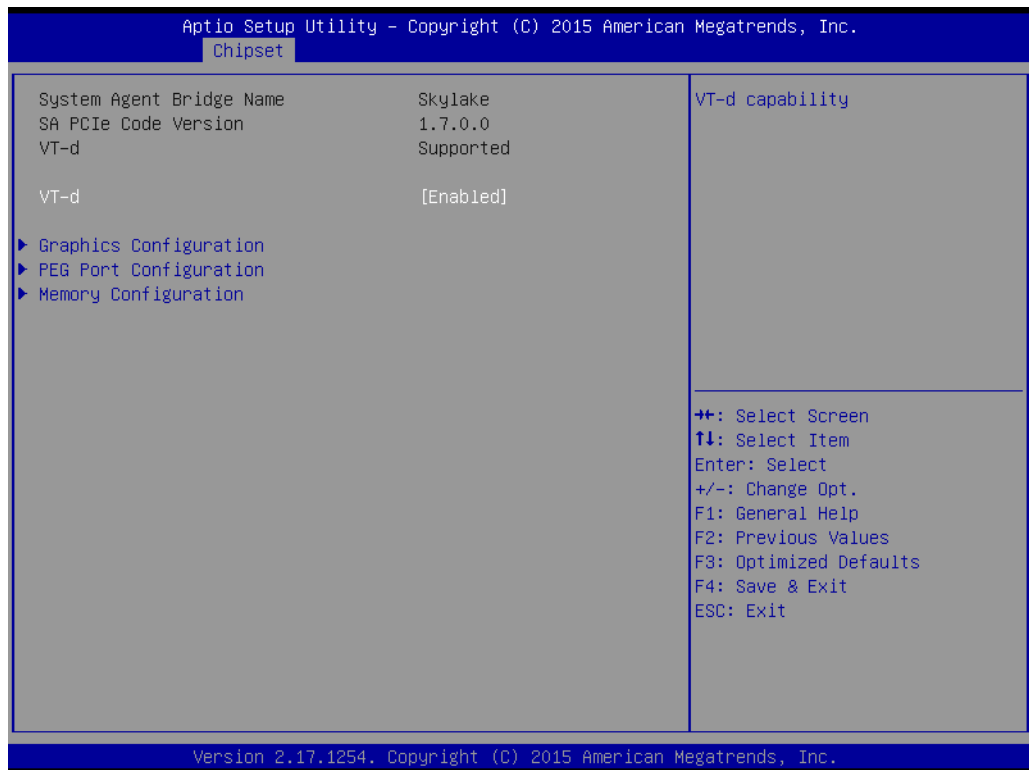 Aptio Setup Utility – Copyright (C) 2015 American Megatrends, Inc.
Chipset
System Agent Bridge Name Skylake
SA PCIe Code Version 1.7.0.0
VT-d Supported
VT-d [Enabled]
Graphics Configuration
PEG Port Configuration
Memory Configuration
VT-d capability
→←: Select Screen
↑↓: Select Item
Enter: Select
+/-: Change Opt.
F1: General Help
F2: Previous Values
F3: Optimized Defaults
F4: Save & Exit
ESC: Exit
Version 2.17.1254. Copyright (C) 2015 American Megatrends, Inc.